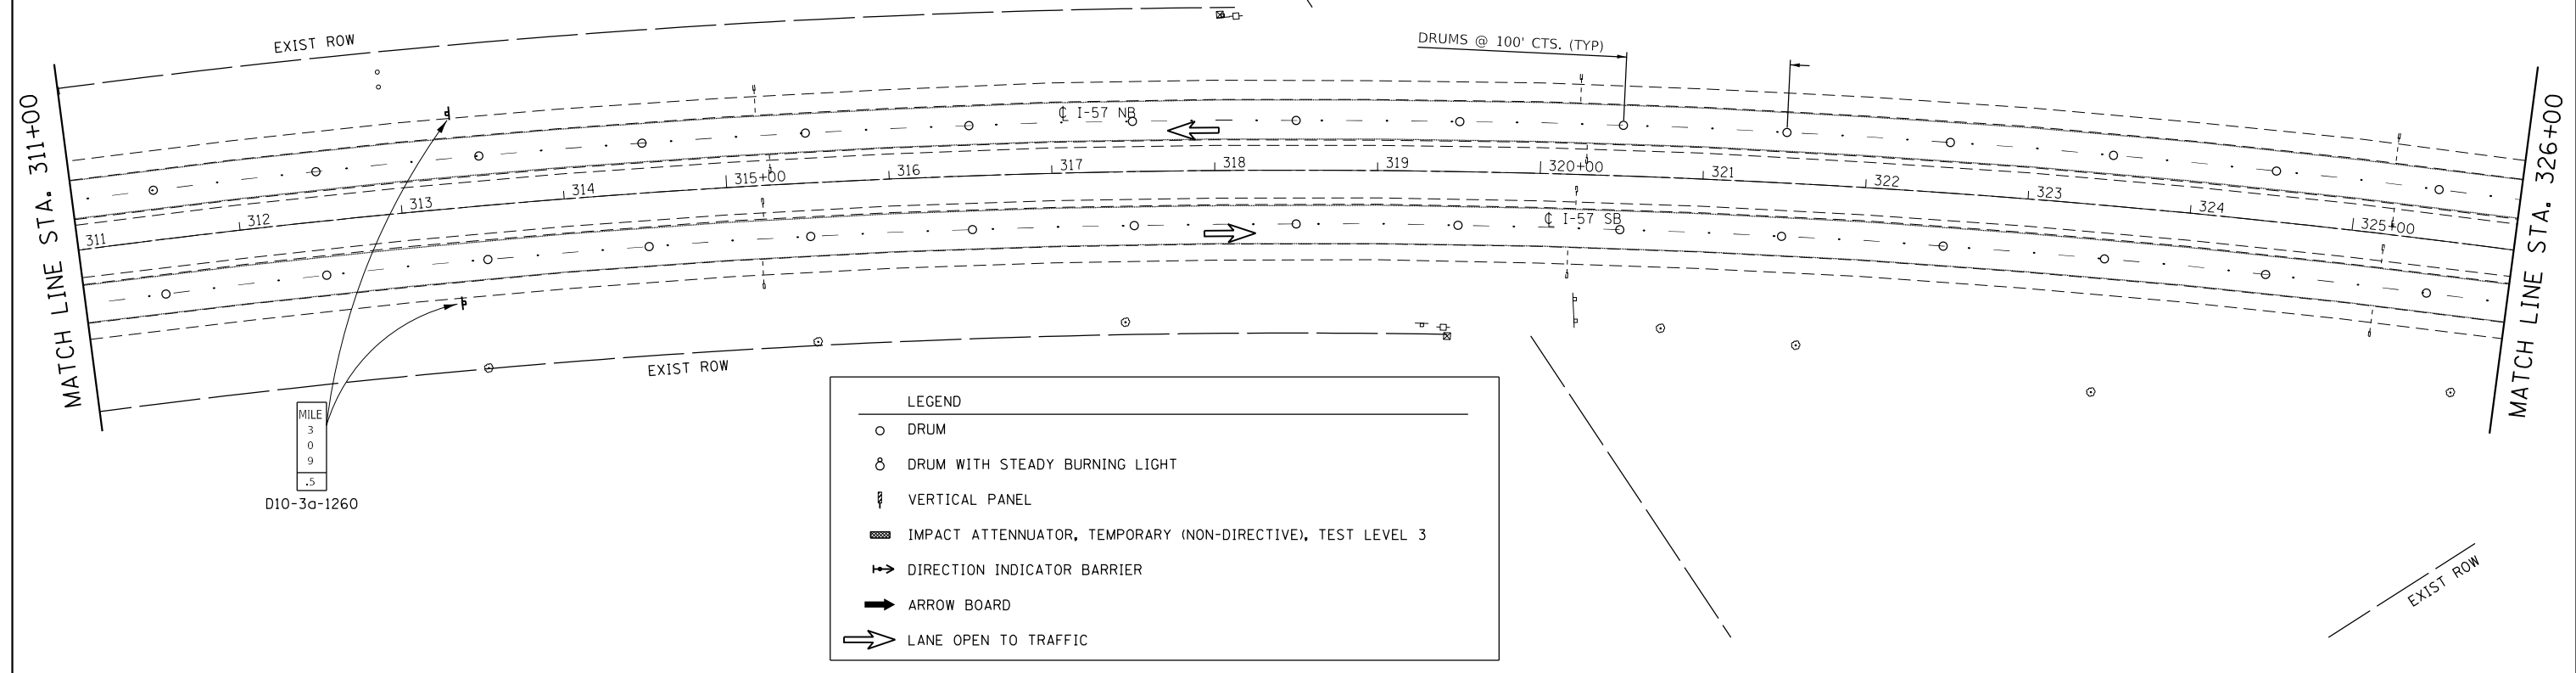 EXIST ROW
DRUMS @ 100' CTS. (TYP)
MATCH LINE STA. 311+00
MATCH LINE STA. 326+00
℄ I-57 NB
311
312
313
314
315+00
316
317
318
319
320+00
321
322
323
324
325+00
℄ I-57 SB
EXIST ROW
MILE
3
0
9
.5
D10-3a-1260
LEGEND
DRUM
DRUM WITH STEADY BURNING LIGHT
VERTICAL PANEL
IMPACT ATTENNUATOR, TEMPORARY (NON-DIRECTIVE), TEST LEVEL 3
DIRECTION INDICATOR BARRIER
ARROW BOARD
LANE OPEN TO TRAFFIC
EXIST ROW